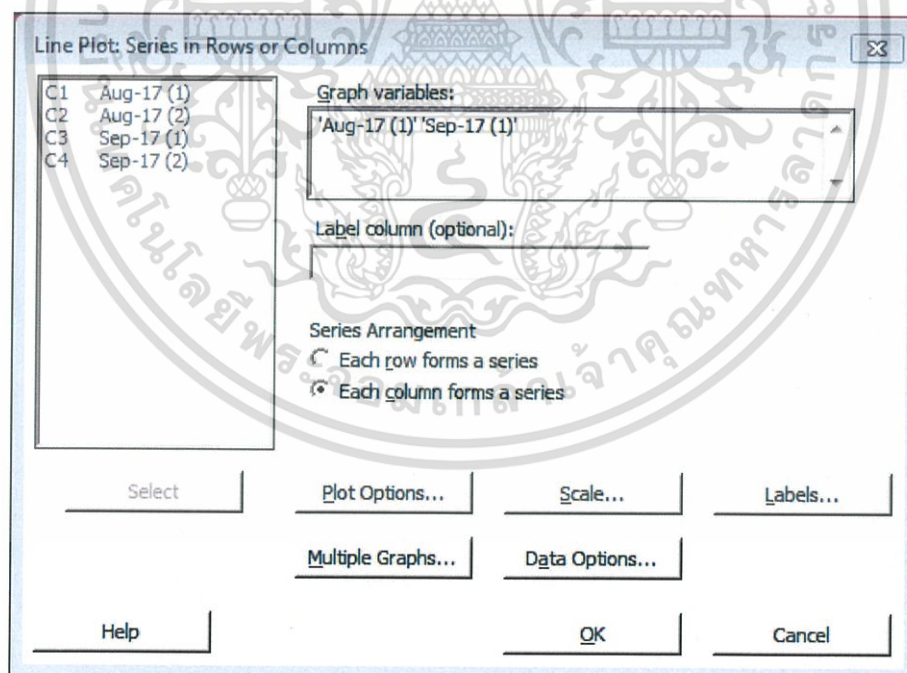 Line Plot: Series in Rows or Columns
C1 Aug-17 (1)
C2 Aug-17 (2)
C3 Sep-17 (1)
C4 Sep-17 (2)
Graph variables:
'Aug-17 (1)' 'Sep-17 (1)'
Label column (optional):
Series Arrangement
Each row forms a series
Each column forms a series
Select
Plot Options...
Scale...
Labels...
Multiple Graphs...
Data Options...
Help
OK
Cancel